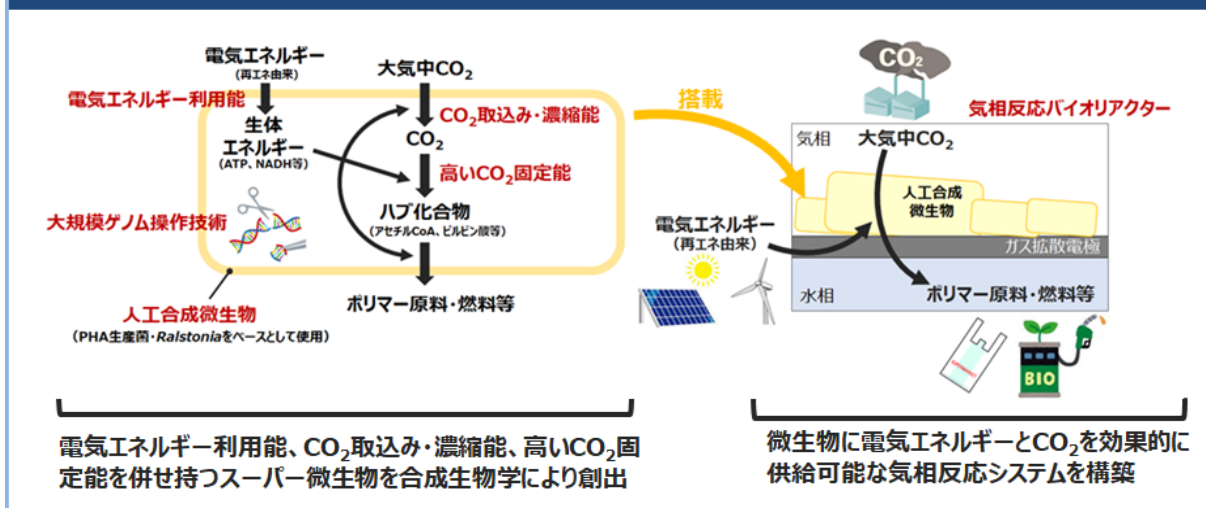 電気エネルギー
(再エネ由来)
大気中CO₂
電気エネルギー利用能
CO₂取込み・濃縮能
生体
エネルギー
(ATP、NADH等)
CO₂
高いCO₂固定能
大規模ゲノム操作技術
ハブ化合物
(アセチルCoA、ピルビン酸等)
ポリマー原料・燃料等
人工合成微生物
(PHA生産菌・Ralstoniaをベースとして使用)
搭載
CO₂
気相反応バイオリアクター
気相
大気中CO₂
人工合成
微生物
電気エネルギー
(再エネ由来)
ガス拡散電極
水相
ポリマー原料・燃料等
BIO
電気エネルギー利用能、CO₂取込み・濃縮能、高いCO₂固
定能を併せ持つスーパー微生物を合成生物学により創出
微生物に電気エネルギーとCO₂を効果的に
供給可能な気相反応システムを構築